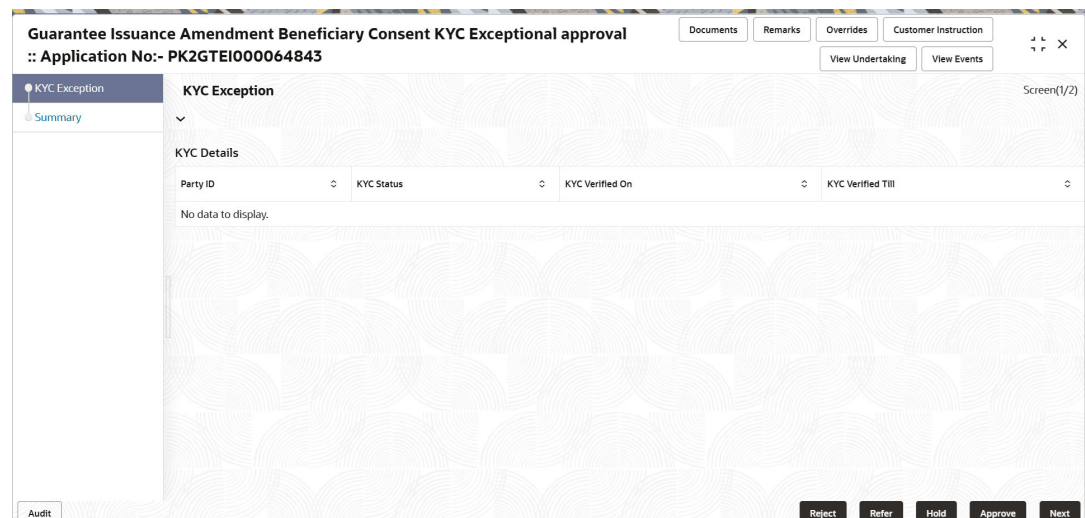 Guarantee Issuance Amendment Beneficiary Consent KYC Exceptional approval
:: Application No:- PK2GTEI000064843
Documents
Remarks
Overrides
Customer Instruction
View Undertaking
View Events
KYC Exception
Summary
KYC Exception
Screen(1/2)
KYC Details
Party ID
KYC Status
KYC Verified On
KYC Verified Till
No data to display.
Audit
Reject
Refer
Hold
Approve
Next